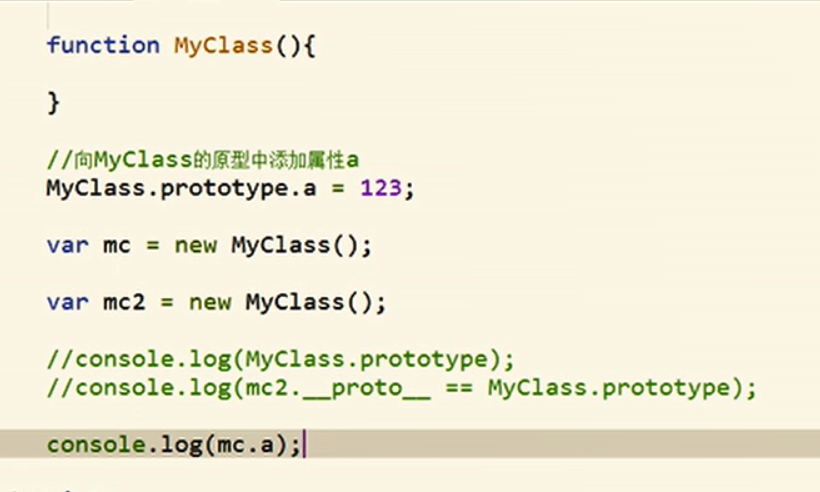 function MyClass(){
}
//向MyClass的原型中添加属性a
MyClass.prototype.a = 123;
var mc = new MyClass();
var mc2 = new MyClass();
//console.log(MyClass.prototype);
//console.log(mc2.__proto__ == MyClass.prototype);
console.log(mc.a);